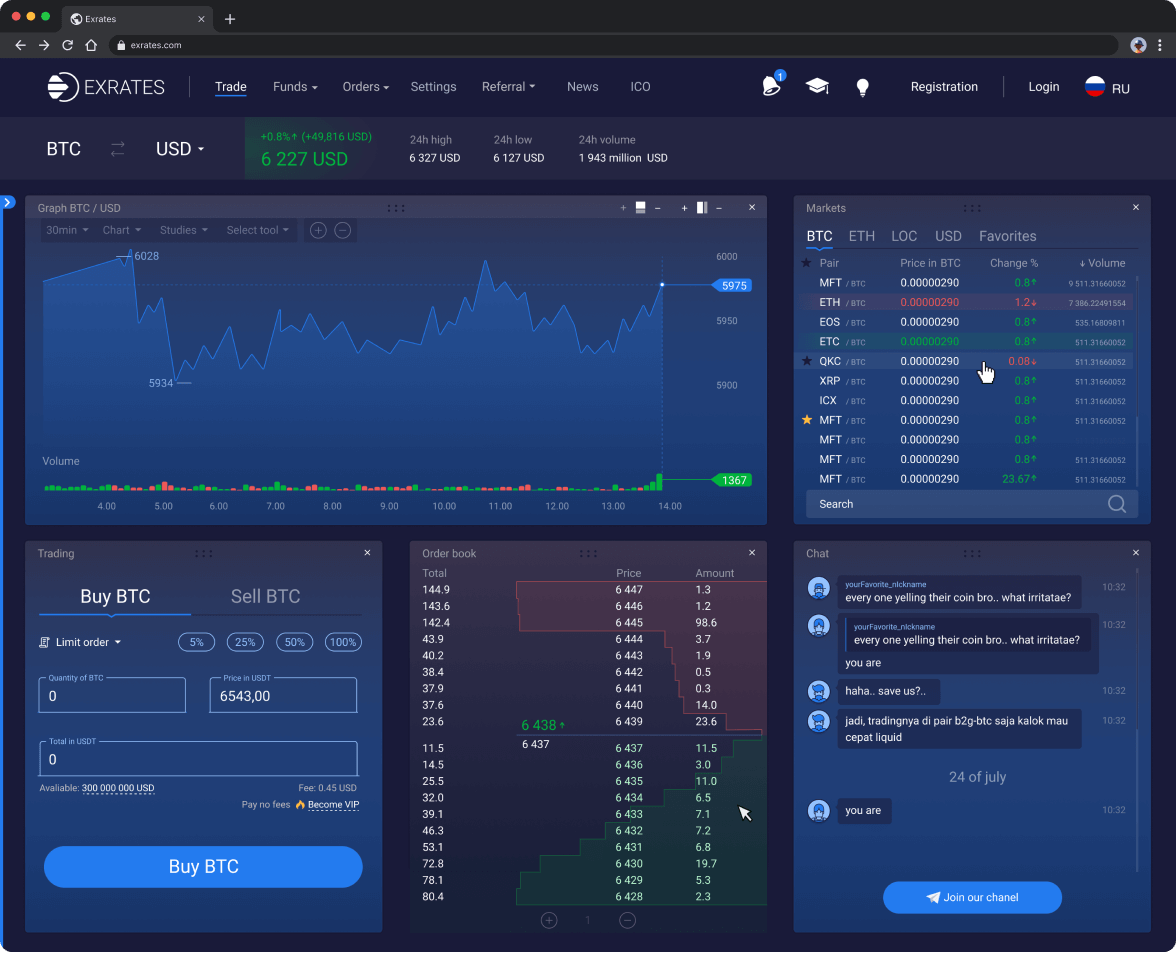 Exrates
exrates.com
EXRATES
Trade Funds Orders Settings Referral News ICO
1
Registration Login RU
BTC USD
+0.8%↑ (+49,816 USD)
6 227 USD
24h high
6 327 USD
24h low
6 127 USD
24h volume
1 943 million USD
Graph BTC / USD
30min Chart Studies Select tool
6028
5934
6000
5975
5950
5900
Volume
1367
4.00 5.00 6.00 7.00 8.00 9.00 10.00 11.00 12.00 13.00 14.00
Markets
BTC ETH LOC USD Favorites
★ Pair Price in BTC Change % ↓ Volume
MFT / BTC 0.00000290 0.8↑ 9 511.31660052
ETH / BTC 0.00000290 1.2↓ 7 386.22491554
EOS / BTC 0.00000290 0.8↑ 535.16809811
ETC / BTC 0.00000290 0.8↑ 511.31660052
★ QKC / BTC 0.00000290 0.08↓ 511.31660052
XRP / BTC 0.00000290 0.8↑ 511.31660052
ICX / BTC 0.00000290 0.8↑ 511.31660052
★ MFT / BTC 0.00000290 0.8↑ 511.31660052
MFT / BTC 0.00000290 0.8↑
MFT / BTC 0.00000290 0.8↑ 511.31660052
MFT / BTC 0.00000290 23.67↑ 511.31660052
Search
Trading
Buy BTC Sell BTC
Limit order 5% 25% 50% 100%
Quantity of BTC
0
Price in USDT
6543,00
Total in USDT
0
Avaliable: 300 000 000 USD Fee: 0.45 USD
Pay no fees Become VIP
Buy BTC
Order book
Total Price Amount
144.9 6 447 1.3
143.6 6 446 1.2
142.4 6 445 98.6
43.9 6 444 3.7
40.2 6 443 1.9
38.4 6 442 0.5
37.9 6 441 0.3
37.6 6 440 14.0
23.6 6 439 23.6
6 438 ↑
6 437
11.5 6 437 11.5
14.5 6 436 3.0
25.5 6 435 11.0
32.0 6 434 6.5
39.1 6 433 7.1
46.3 6 432 7.2
53.1 6 431 6.8
72.8 6 430 19.7
78.1 6 429 5.3
80.4 6 428 2.3
1
Chat
yourFavorite_nIckname
every one yelling their coin bro.. what irritatae?
10:32
yourFavorite_nIckname
every one yelling their coin bro.. what irritatae?
you are
10:32
haha.. save us?..
10:32
jadi, tradingnya di pair b2g-btc saja kalok mau
cepat liquid
10:32
24 of july
you are
10:32
Join our chanel